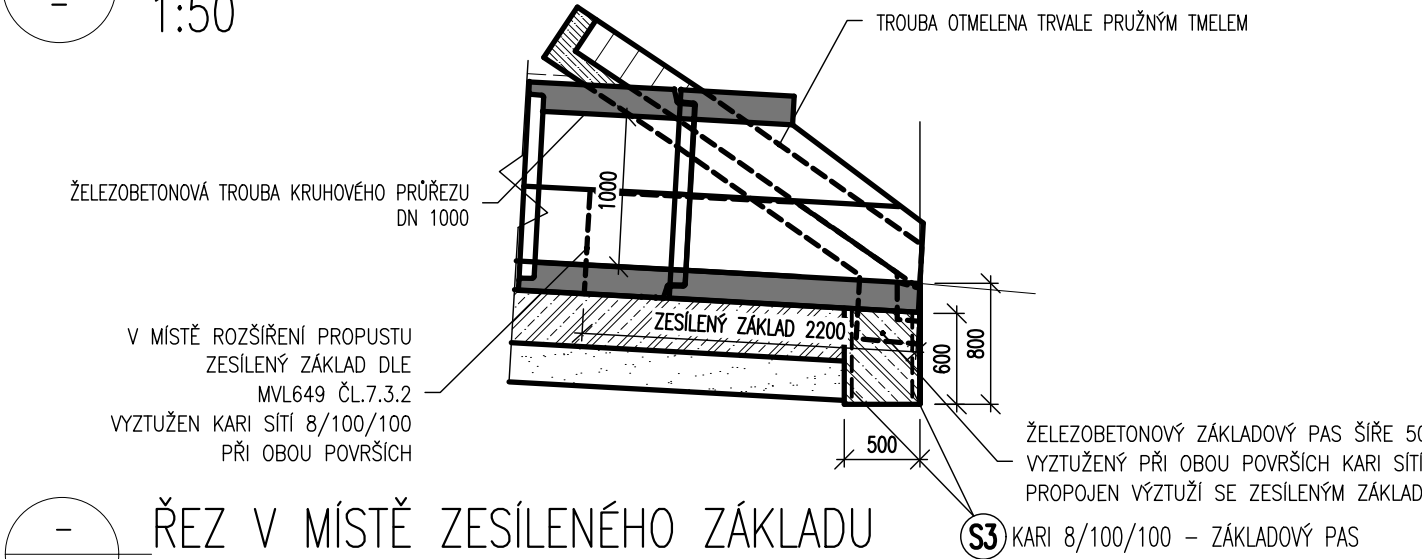 –
1:50
TROUBA OTMELENA TRVALE PRUŽNÝM TMELEM
ŽELEZOBETONOVÁ TROUBA KRUHOVÉHO PRŮŘEZU
DN 1000
1000
V MÍSTĚ ROZŠÍŘENÍ PROPUSTU
ZESÍLENÝ ZÁKLAD DLE
MVL649 ČL.7.3.2
VYZTUŽEN KARI SÍTÍ 8/100/100
PŘI OBOU POVRŠÍCH
ZESÍLENÝ ZÁKLAD 2200
600
800
500
ŽELEZOBETONOVÝ ZÁKLADOVÝ PAS ŠÍŘE
VYZTUŽENÝ PŘI OBOU POVRŠÍCH KARI SÍTÍ
PROPOJEN VÝZTUŽÍ SE ZESÍLENÝM ZÁKLAD
S3 KARI 8/100/100 – ZÁKLADOVÝ PAS
–
ŘEZ V MÍSTĚ ZESÍLENÉHO ZÁKLADU